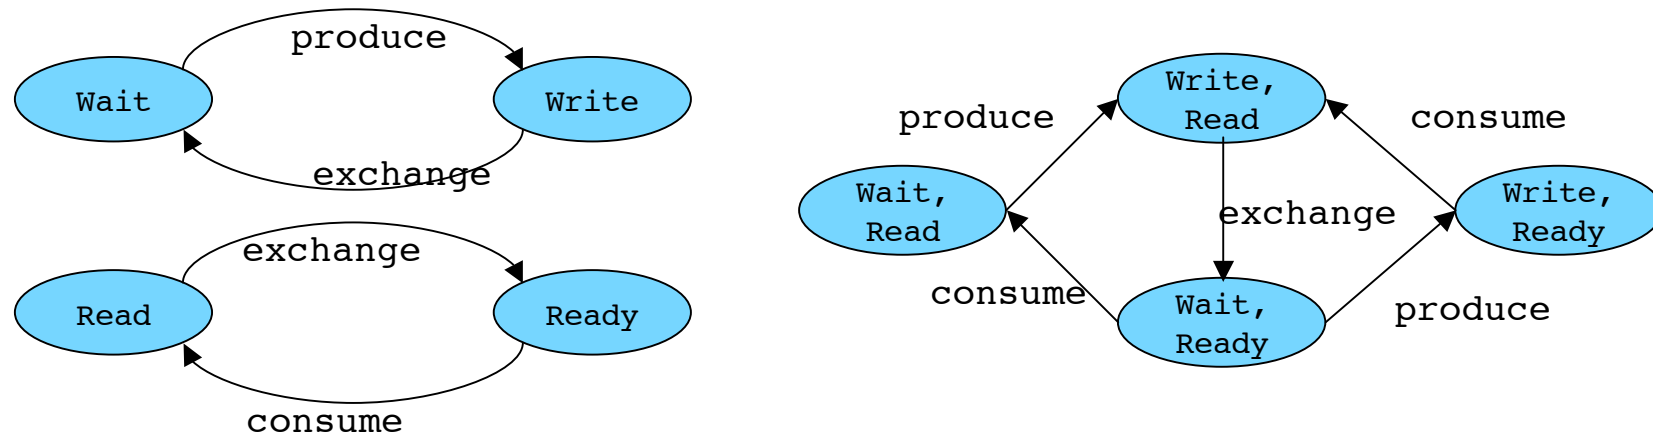 produce
Wait
Write
exchange
exchange
Read
Ready
consume
Write,
Read
produce
consume
Wait,
Read
exchange
Write,
Ready
consume
Wait,
Ready
produce